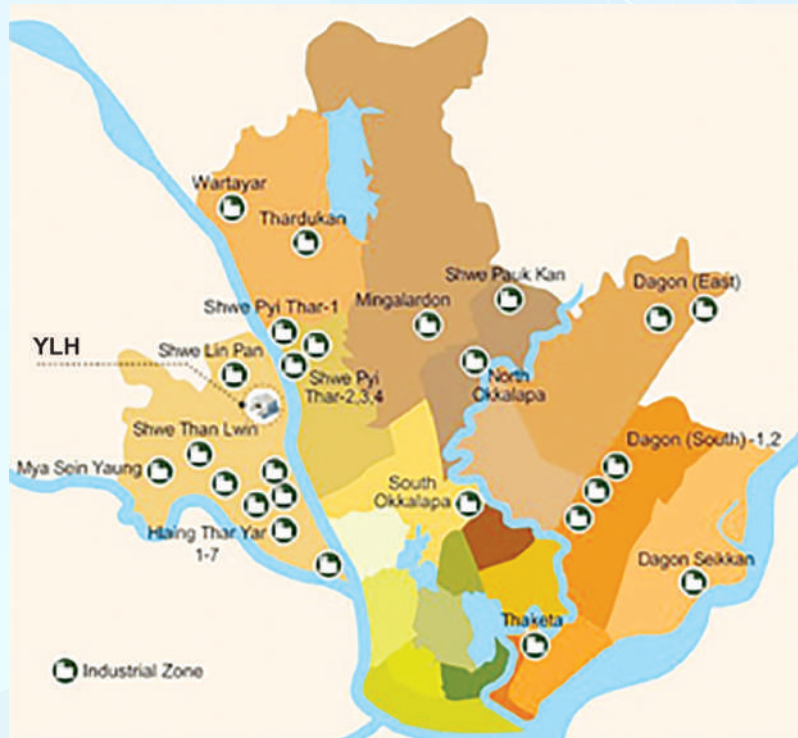 Wartayar
Thardukan
Shwe Pauk Kan
Dagon (East)
Mingalardon
Shwe Pyi Thar-1
YLH
Shwe Lin Pan
Shwe Pyi
Thar-2,3,4
North
Okkalapa
Shwe Than Lwin
Dagon (South) -1,2
Mya Sein Yaung
South
Okkalapa
Hlaing Thar Yar
1-7
Dagon Seikkan
Thaketa
Industrial Zone